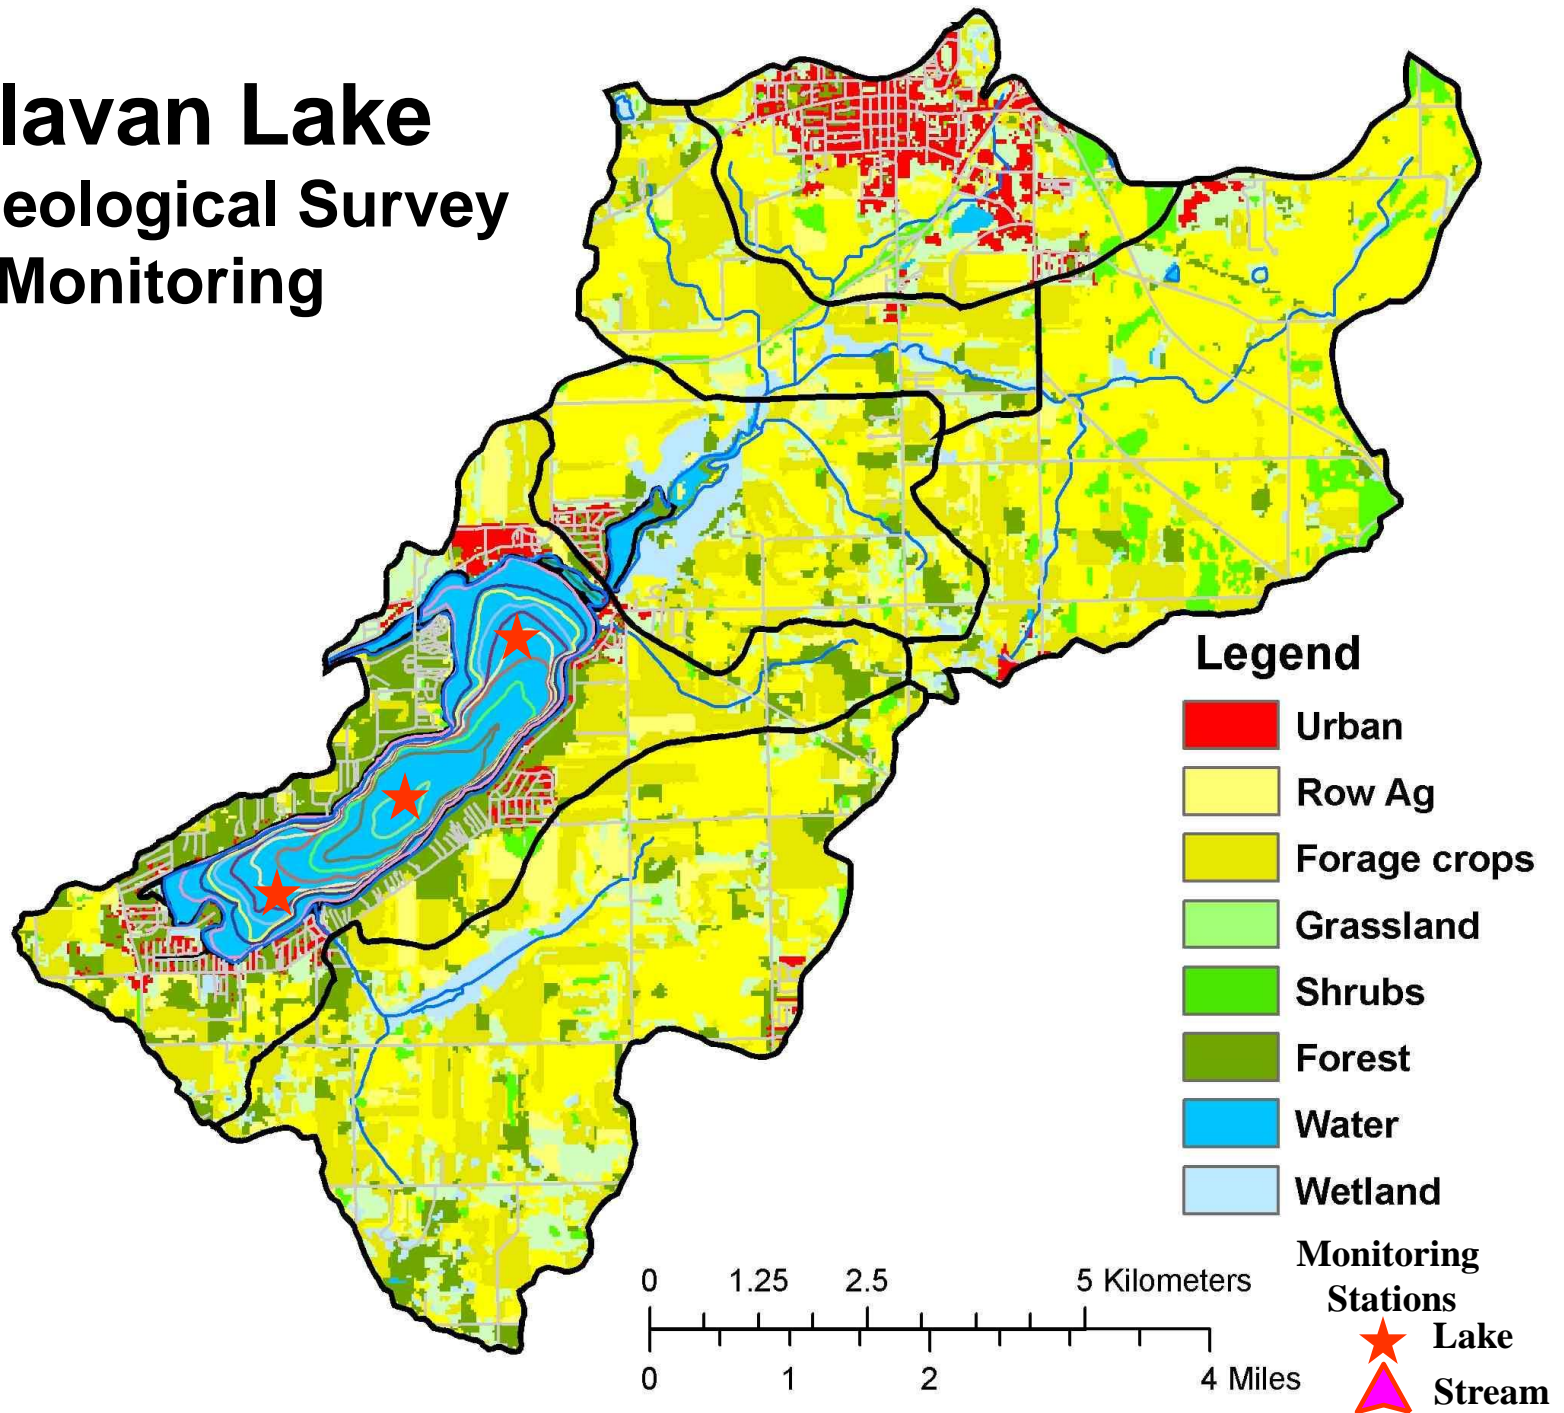 lavan Lake
eological Survey
Monitoring
Legend
Urban
Row Ag
Forage crops
Grassland
Shrubs
Forest
Water
Wetland
Monitoring
Stations
Lake
Stream
0 1.25 2.5 5 Kilometers
0 1 2 4 Miles